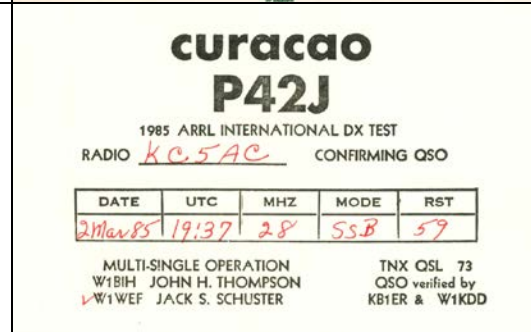 curacao
P42J
1985 ARRL INTERNATIONAL DX TEST
RADIO KC5AC CONFIRMING QSO
DATE UTC MHZ MODE RST
2Mar85 19:37 28 SSB 59
MULTI-SINGLE OPERATION TNX QSL 73
W1BIH JOHN H. THOMPSON QSO verified by
✓W1WEF JACK S. SCHUSTER KB1ER & W1KDD